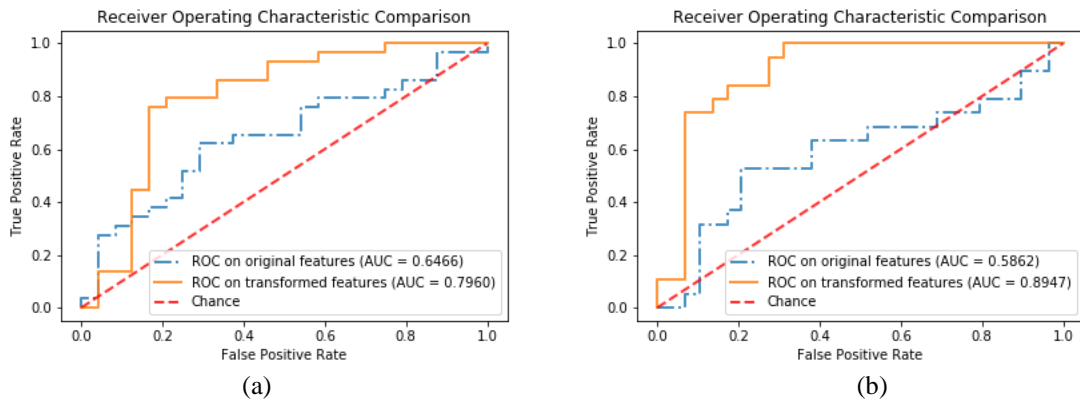 Receiver Operating Characteristic Comparison
True Positive Rate
1.0
0.8
0.6
0.4
0.2
0.0
ROC on original features (AUC = 0.6466)
ROC on transformed features (AUC = 0.7960)
Chance
0.0 0.2 0.4 0.6 0.8 1.0
False Positive Rate
(a)
Receiver Operating Characteristic Comparison
True Positive Rate
1.0
0.8
0.6
0.4
0.2
0.0
ROC on original features (AUC = 0.5862)
ROC on transformed features (AUC = 0.8947)
Chance
0.0 0.2 0.4 0.6 0.8 1.0
False Positive Rate
(b)